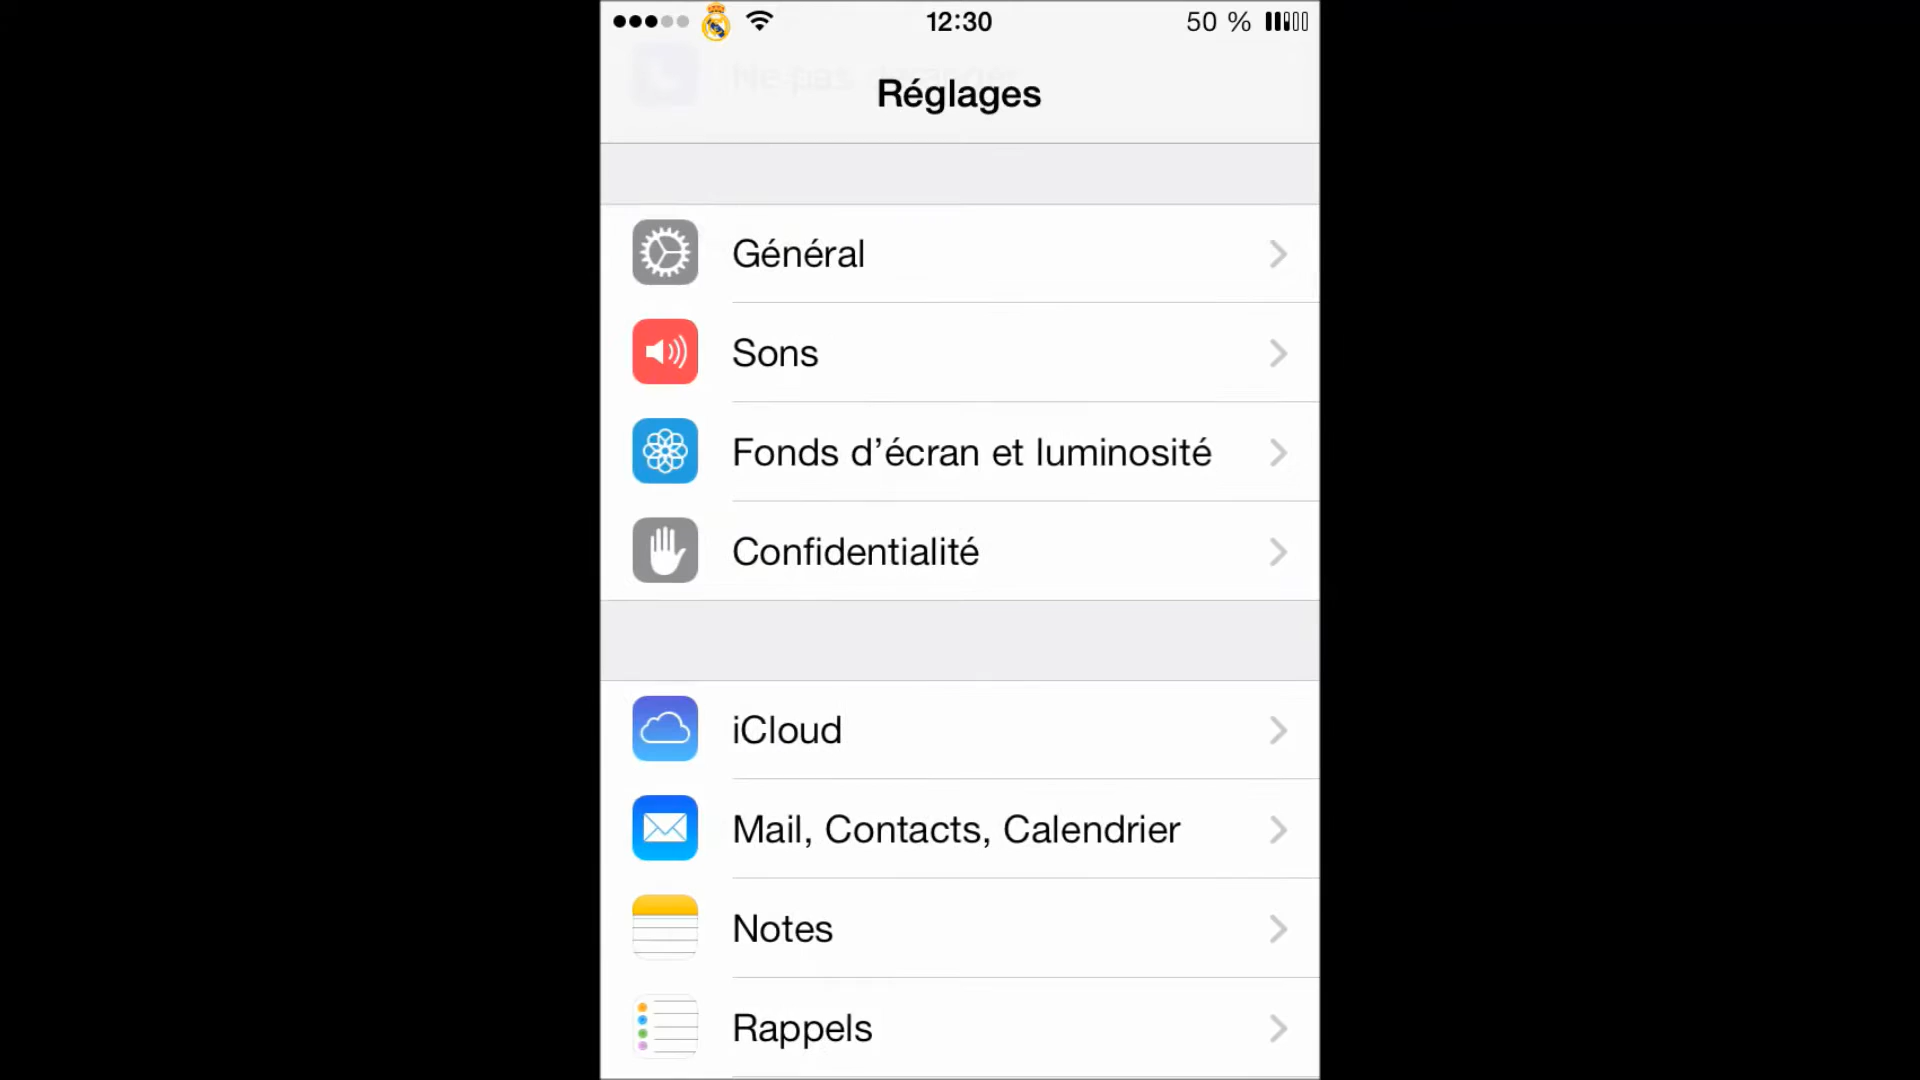 12:30
50 %
Réglages
Général
Sons
Fonds d’écran et luminosité
Confidentialité
iCloud
Mail, Contacts, Calendrier
Notes
Rappels